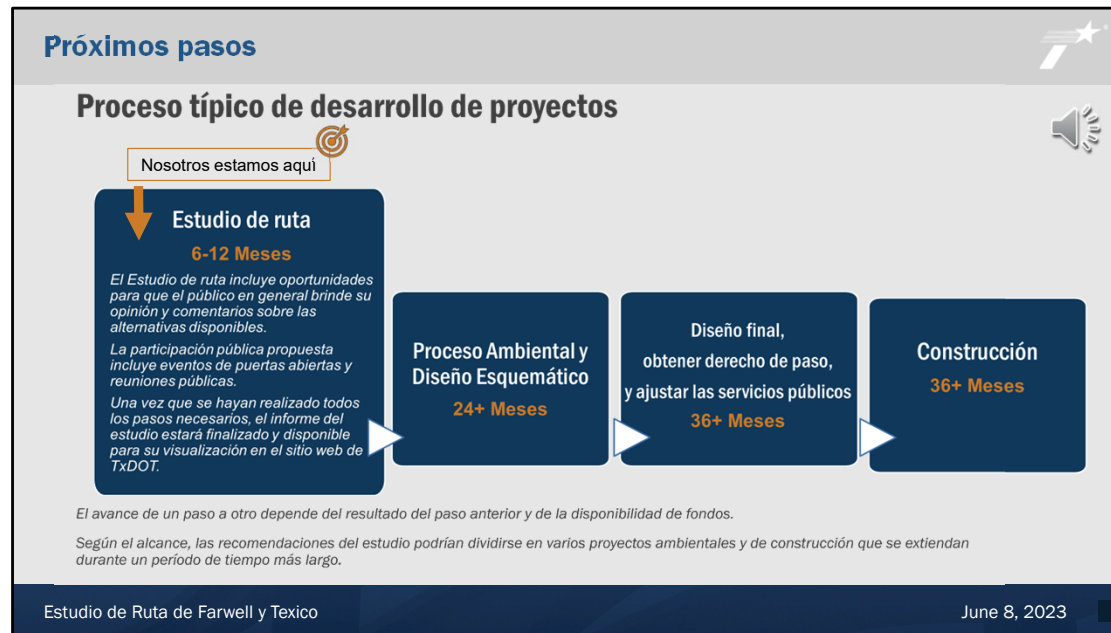 Próximos pasos
Proceso típico de desarrollo de proyectos
Nosotros estamos aquí
Estudio de ruta
6-12 Meses
El Estudio de ruta incluye oportunidades
para que el público en general brinde su
opinión y comentarios sobre las
alternativas disponibles.
La participación pública propuesta
incluye eventos de puertas abiertas y
reuniones públicas.
Una vez que se hayan realizado todos
los pasos necesarios, el informe del
estudio estará finalizado y disponible
para su visualización en el sitio web de
TxDOT.
Proceso Ambiental y
Diseño Esquemático
24+ Meses
Diseño final,
obtener derecho de paso,
y ajustar las servicios públicos
36+ Meses
Construcción
36+ Meses
El avance de un paso a otro depende del resultado del paso anterior y de la disponibilidad de fondos.
Según el alcance, las recomendaciones del estudio podrían dividirse en varios proyectos ambientales y de construcción que se extiendan
durante un período de tiempo más largo.
Estudio de Ruta de Farwell y Texico
June 8, 2023